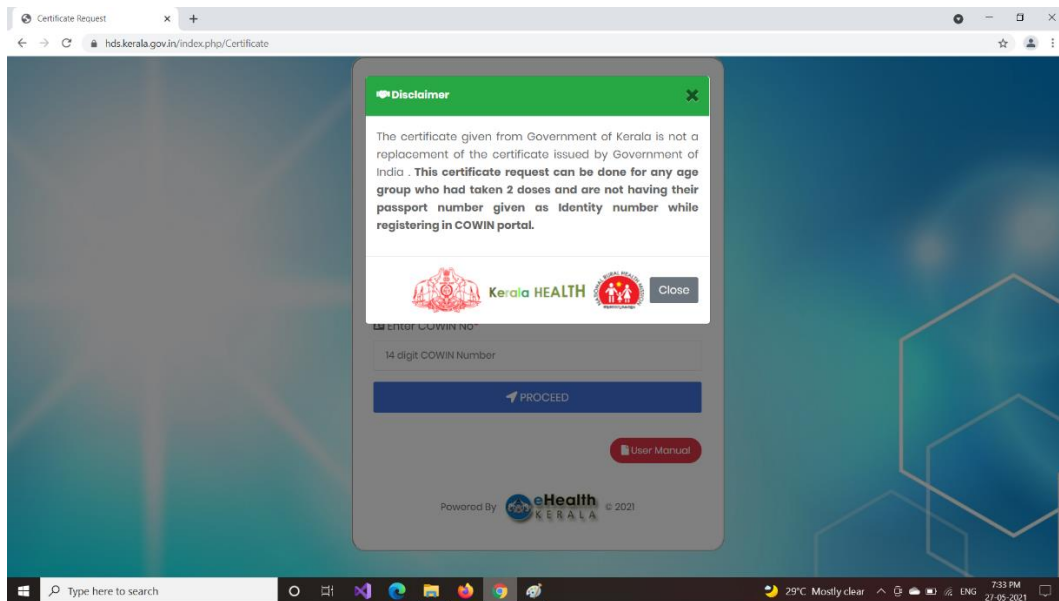 Certificate Request
hds.kerala.gov.in/index.php/Certificate
Disclaimer
The certificate given from Government of Kerala is not a
replacement of the certificate issued by Government of
India . This certificate request can be done for any age
group who had taken 2 doses and are not having their
passport number given as Identity number while
registering in COWIN portal.
Kerala HEALTH
Close
Enter COWIN No*
14 digit COWIN Number
PROCEED
User Manual
Powered By eHealth KERALA © 2021
Type here to search
29°C Mostly clear
ENG
7:33 PM
27-05-2021